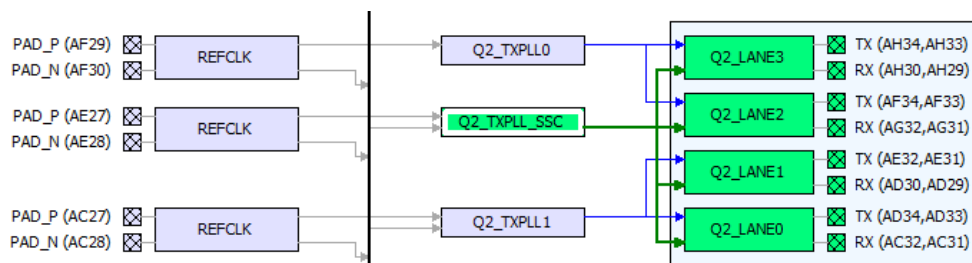 PAD_P (AF29)
REFCLK
PAD_N (AF30)
Q2_TXPLL0
Q2_LANE3
TX (AH34,AH33)
RX (AH30,AH29)
PAD_P (AE27)
REFCLK
PAD_N (AE28)
Q2_TXPLL_SSC
Q2_LANE2
TX (AF34,AF33)
RX (AG32,AG31)
Q2_LANE1
TX (AE32,AE31)
RX (AD30,AD29)
PAD_P (AC27)
REFCLK
PAD_N (AC28)
Q2_TXPLL1
Q2_LANE0
TX (AD34,AD33)
RX (AC32,AC31)